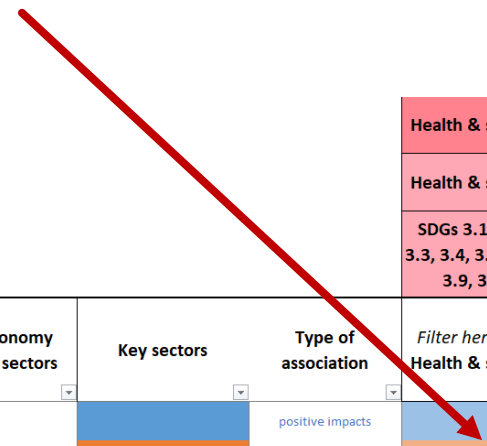 Health & s
Health & s
SDGs 3.1
3.3, 3.4, 3.
3.9, 3
onomy
sectors
Key sectors
Type of
association
Filter her
Health & s
positive impacts